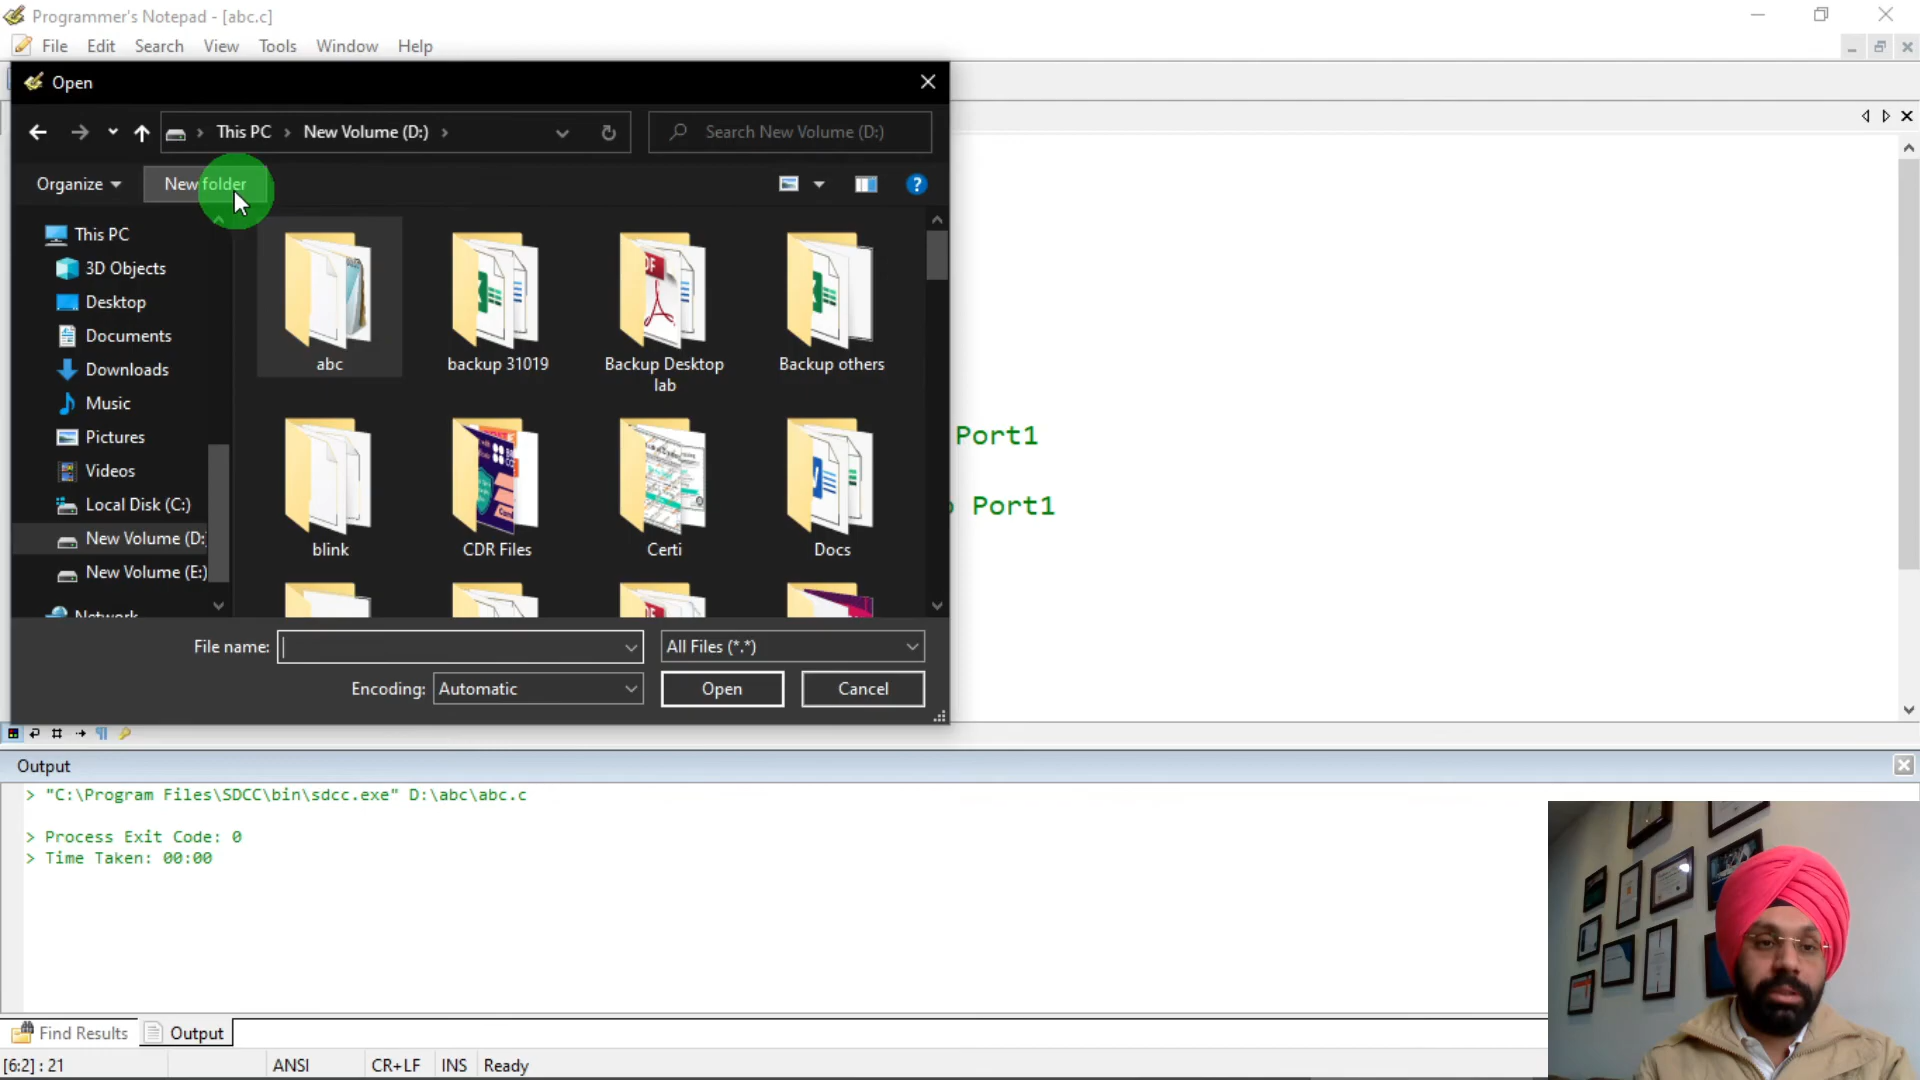 Programmer's Notepad - [abc.c]
File Edit Search View Tools Window Help
Open
This PC New Volume (D:)
Search New Volume (D:)
Organize
New folder
This PC
3D Objects
Desktop
Documents
Downloads
Music
Pictures
Videos
Local Disk (C:)
New Volume (D:
New Volume (E:)
Network
abc
backup 31019
Backup Desktop
lab
Backup others
blink
CDR Files
Certi
Docs
Port1
Port1
File name:
All Files (*.*)
Encoding: Automatic
Open
Cancel
Output
> "C:\Program Files\SDCC\bin\sdcc.exe" D:\abc\abc.c
> Process Exit Code: 0
> Time Taken: 00:00
Find Results
Output
[6:2] : 21
ANSI
CR+LF
INS
Ready